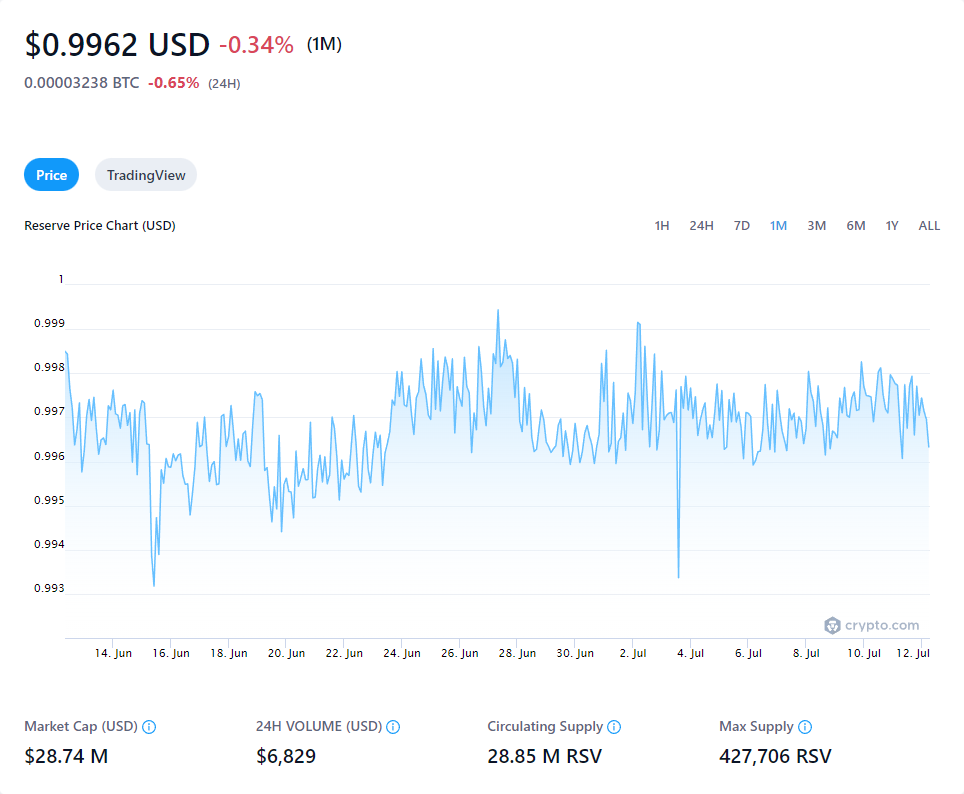 $0.9962 USD -0.34% (1M)
0.00003238 BTC -0.65% (24H)
Price TradingView
Reserve Price Chart (USD) 1H 24H 7D 1M 3M 6M 1Y ALL
1
0.999
0.998
0.997
0.996
0.995
0.994
0.993
crypto.com
14. Jun 16. Jun 18. Jun 20. Jun 22. Jun 24. Jun 26. Jun 28. Jun 30. Jun 2. Jul 4. Jul 6. Jul 8. Jul 10. Jul 12. Jul
Market Cap (USD) 24H VOLUME (USD) Circulating Supply Max Supply
$28.74 M $6,829 28.85 M RSV 427,706 RSV